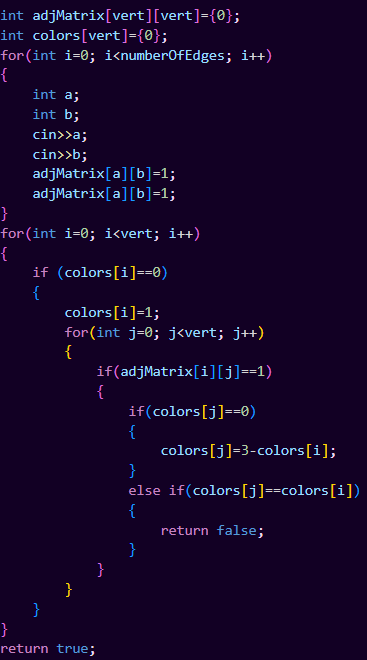 int adjMatrix[vert][vert]={0};
int colors[vert]={0};
for(int i=0; i<numberOfEdges; i++)
{
    int a;
    int b;
    cin>>a;
    cin>>b;
    adjMatrix[a][b]=1;
    adjMatrix[a][b]=1;
}
for(int i=0; i<vert; i++)
{
    if (colors[i]==0)
    {
        colors[i]=1;
        for(int j=0; j<vert; j++)
        {
            if(adjMatrix[i][j]==1)
            {
                if(colors[j]==0)
                {
                    colors[j]=3-colors[i];
                }
                else if(colors[j]==colors[i])
                {
                    return false;
                }
            }
        }
    }
}
return true;